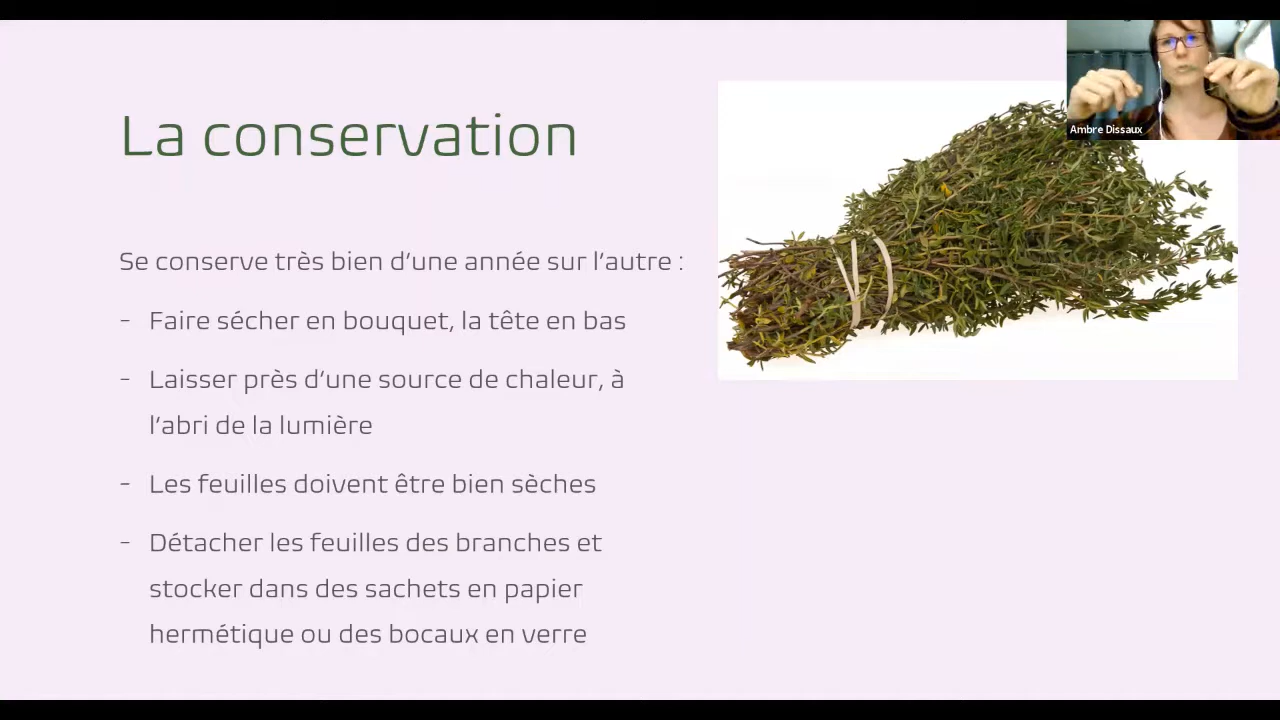 La conservation
Se conserve très bien d’une année sur l’autre :
- Faire sécher en bouquet, la tête en bas
- Laisser près d’une source de chaleur, à
l’abri de la lumière
- Les feuilles doivent être bien sèches
- Détacher les feuilles des branches et
stocker dans des sachets en papier
hermétique ou des bocaux en verre
Ambre Dissaux